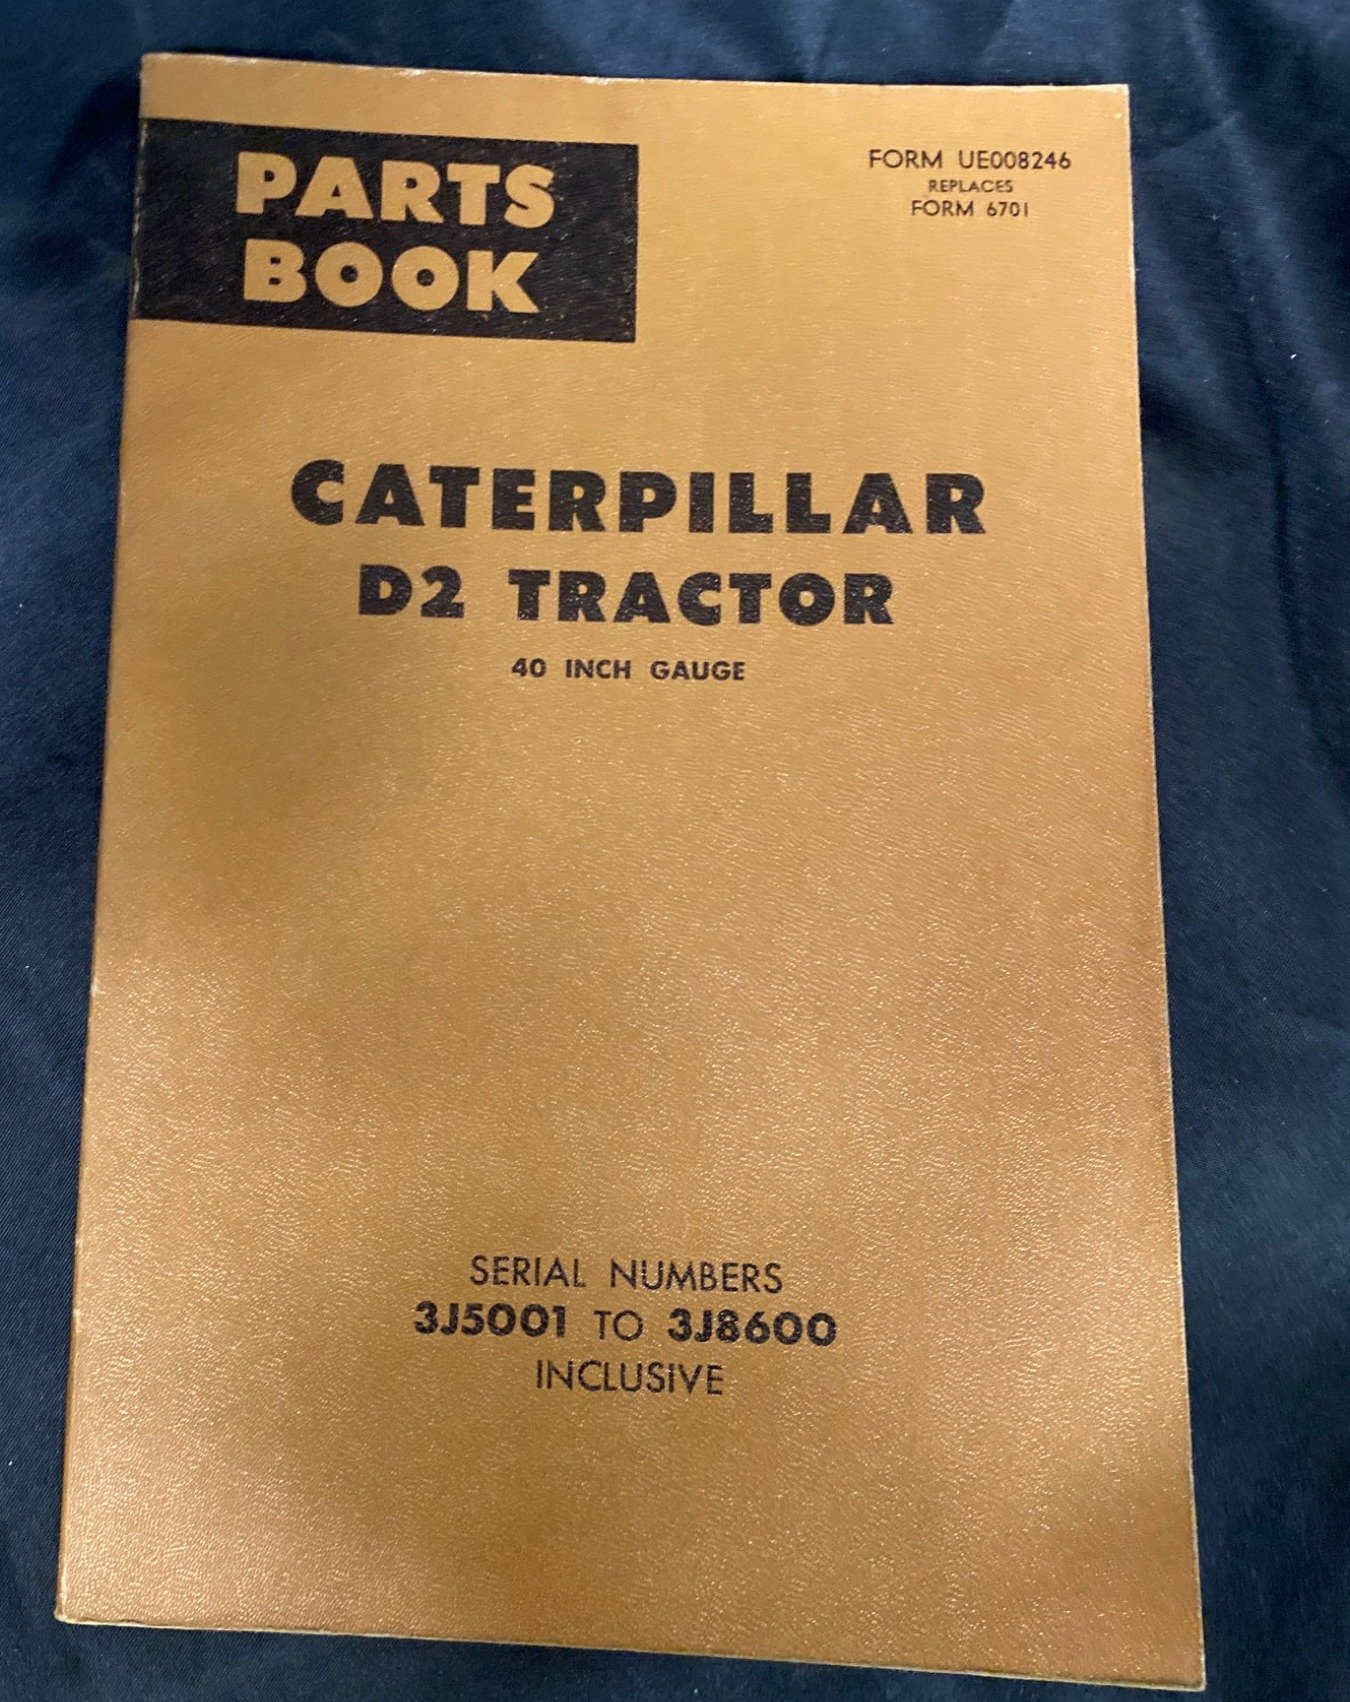 PARTS
BOOK
FORM UE008246
REPLACES
FORM 6701
CATERPILLAR
D2 TRACTOR
40 INCH GAUGE
SERIAL NUMBERS
3J5001 TO 3J8600
INCLUSIVE